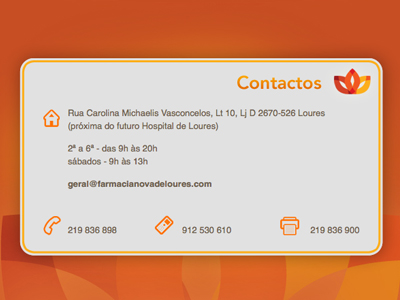 Contactos
Rua Carolina Michaelis Vasconcelos, Lt 10, Lj D 2670-526 Loures
(próxima do futuro Hospital de Loures)
2ª a 6ª - das 9h às 20h
sábados - 9h às 13h
geral@farmacianovadeloures.com
219 836 898
912 530 610
219 836 900